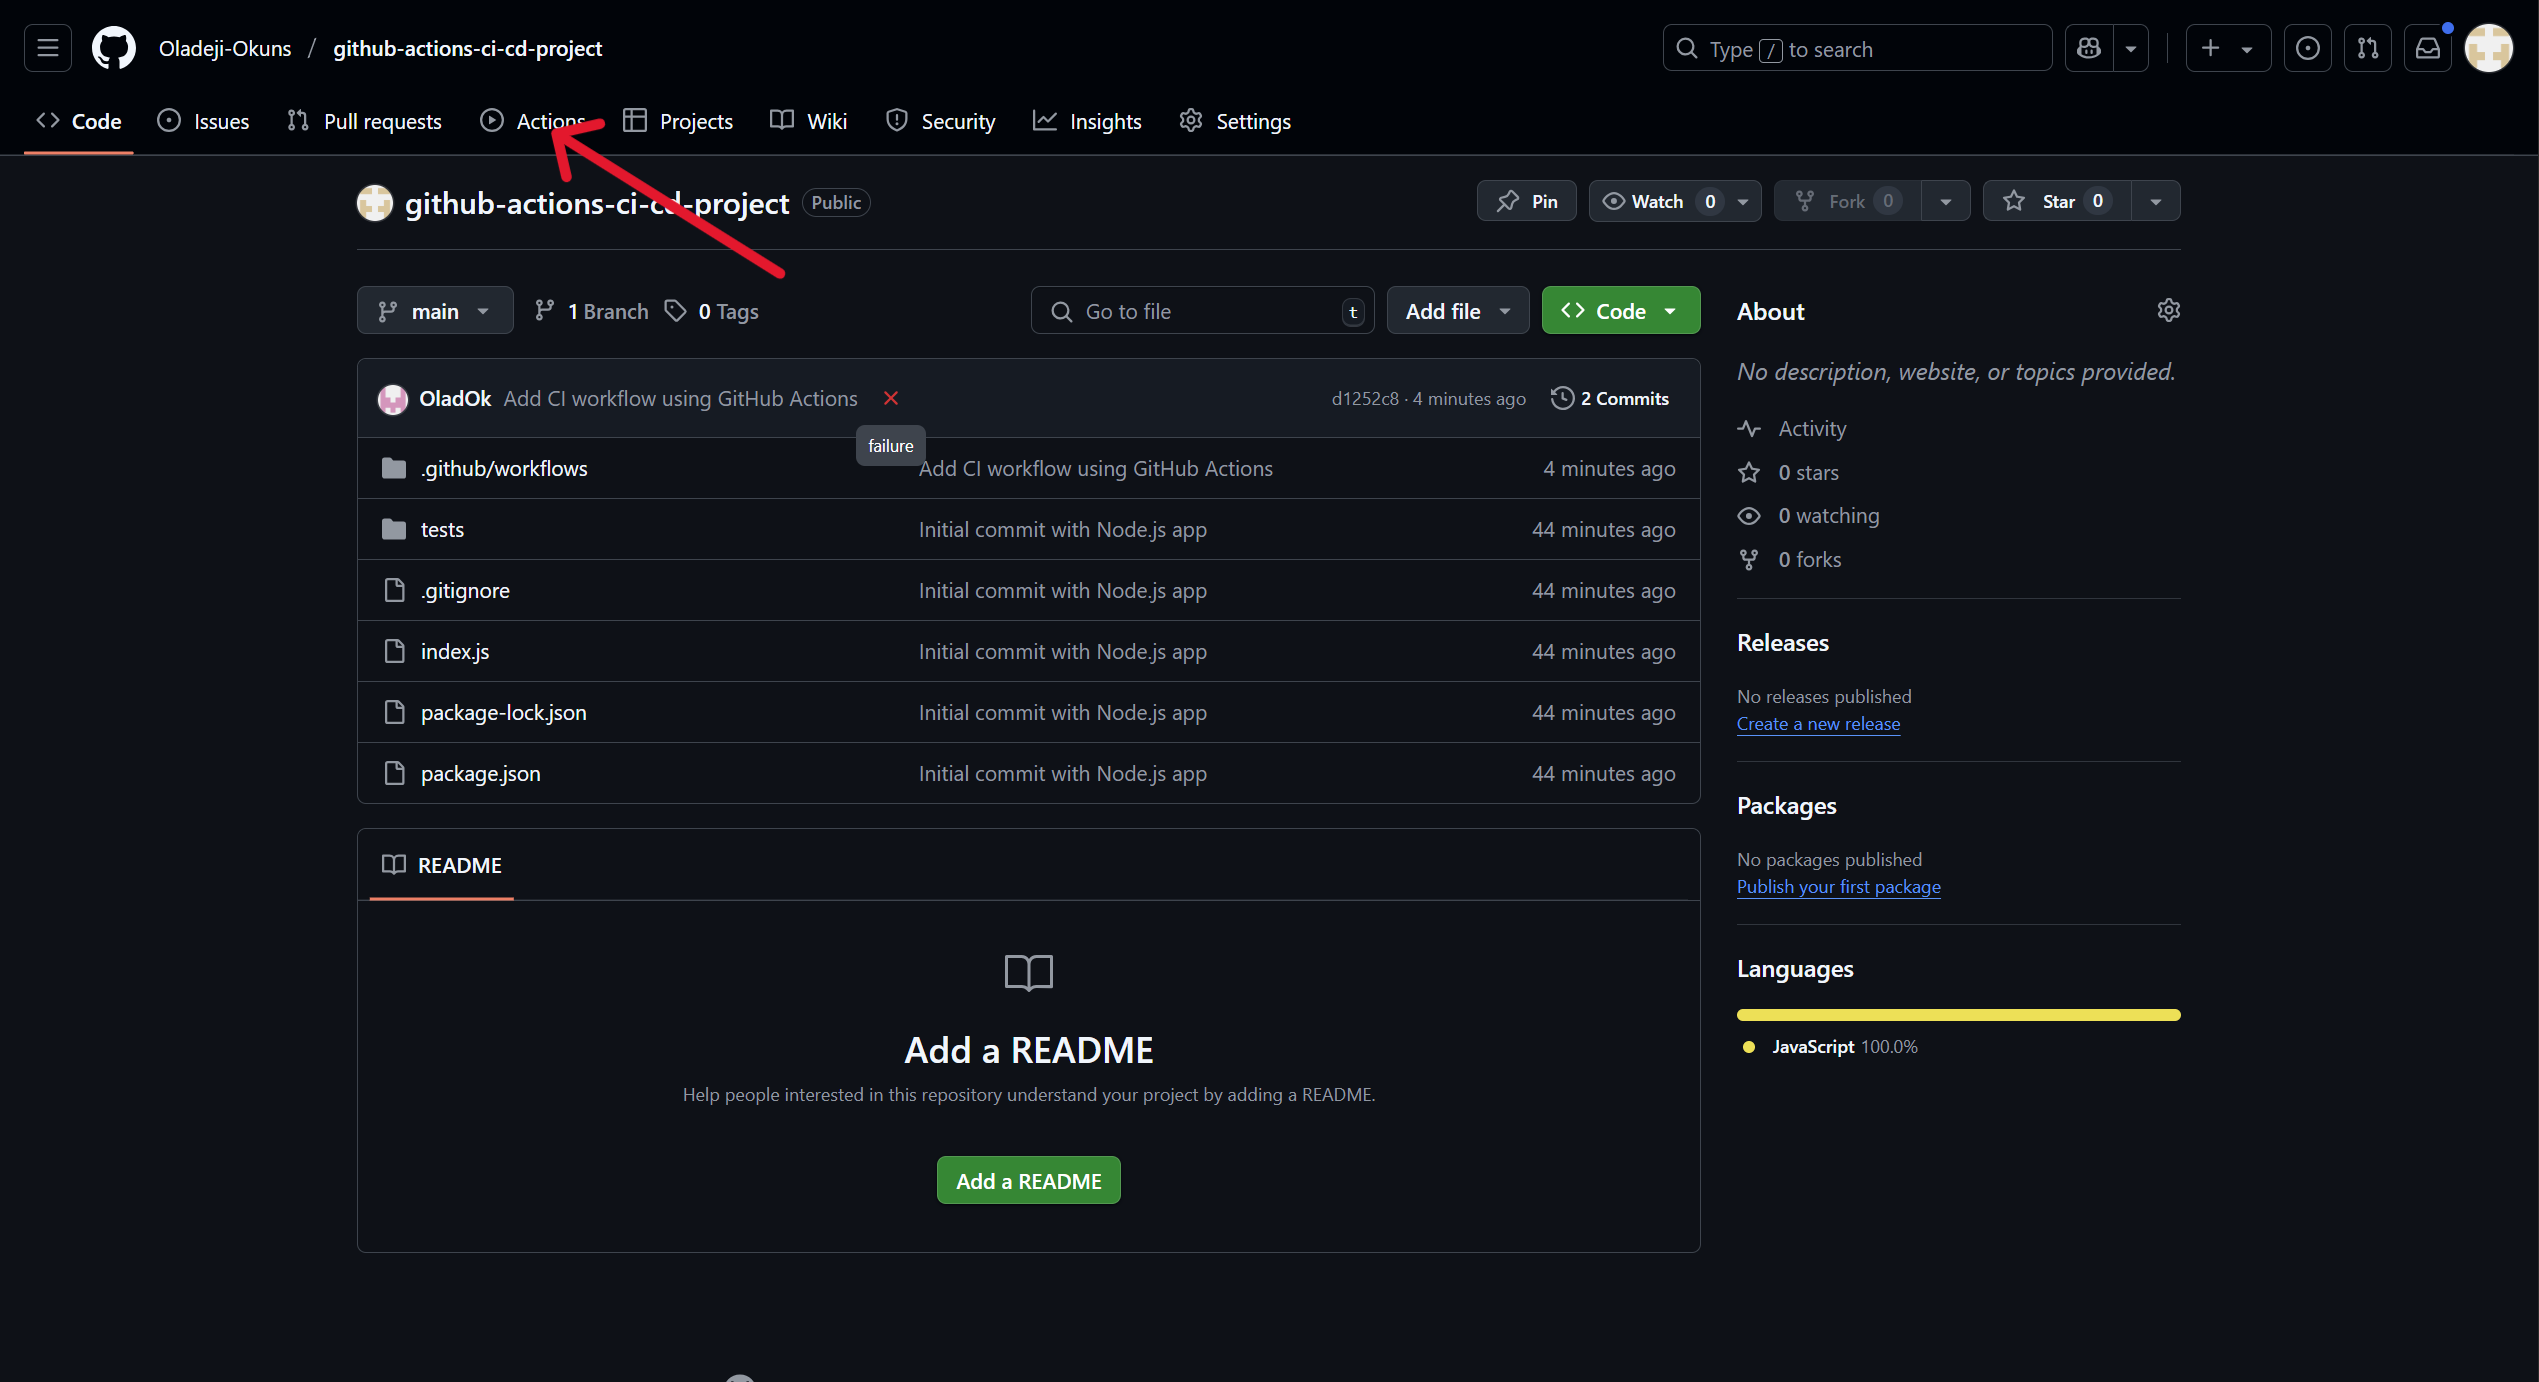 Oladeji-Okuns / github-actions-ci-cd-project
Type / to search
Code Issues Pull requests Actions Projects Wiki Security Insights Settings
github-actions-ci-cd-project Public
Pin Watch 0 Fork 0 Star 0
main 1 Branch 0 Tags Go to file t Add file Code
OladOk Add CI workflow using GitHub Actions d1252c8 · 4 minutes ago 2 Commits
failure
.github/workflows Add CI workflow using GitHub Actions 4 minutes ago
tests Initial commit with Node.js app 44 minutes ago
.gitignore Initial commit with Node.js app 44 minutes ago
index.js Initial commit with Node.js app 44 minutes ago
package-lock.json Initial commit with Node.js app 44 minutes ago
package.json Initial commit with Node.js app 44 minutes ago
README
Add a README
Help people interested in this repository understand your project by adding a README.
Add a README
About
No description, website, or topics provided.
Activity
0 stars
0 watching
0 forks
Releases
No releases published
Create a new release
Packages
No packages published
Publish your first package
Languages
JavaScript 100.0%